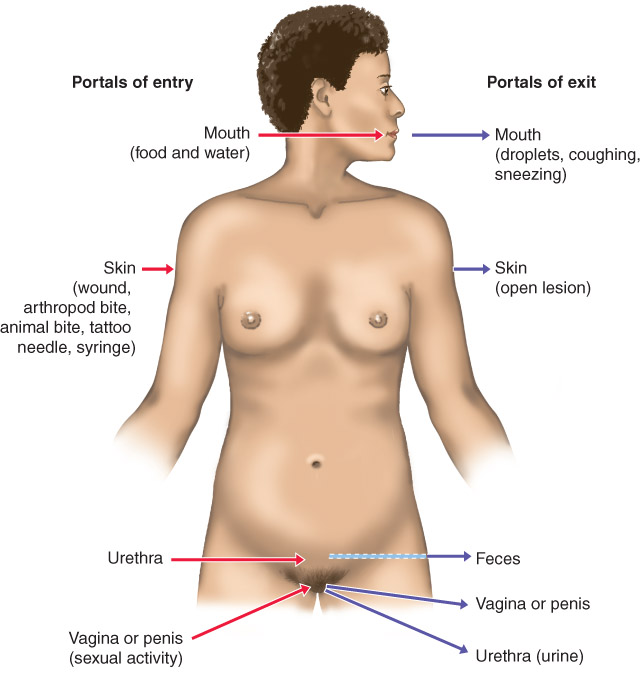 Portals of entry
Portals of exit
Mouth
(food and water)
Mouth
(droplets, coughing,
sneezing)
Skin
(wound,
arthropod bite,
animal bite, tattoo
needle, syringe)
Skin
(open lesion)
Urethra
Feces
Vagina or penis
Vagina or penis
(sexual activity)
Urethra (urine)